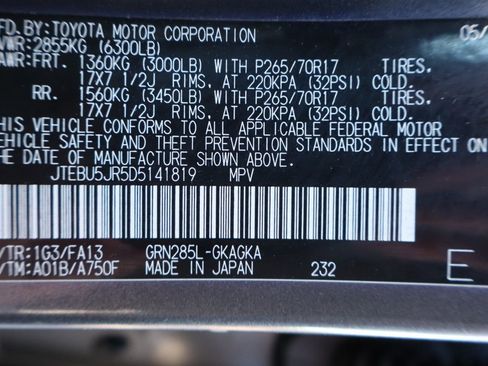 FD.BY:TOYOTA MOTOR CORPORATION 05/
VWR:2855KG (6300LB)
AWR:FRT. 1360KG (3000LB) WITH P265/70R17 TIRES,
17X7 1/2J RIMS, AT 220KPA (32PSI) COLD.
RR. 1560KG (3450LB) WITH P265/70R17 TIRES,
17X7 1/2J RIMS, AT 220KPA (32PSI) COLD.
THIS VEHICLE CONFORMS TO ALL APPLICABLE FEDERAL MOTOR
VEHICLE SAFETY AND THEFT PREVENTION STANDARDS IN EFFECT ON
THE DATE OF MANUFACTURE SHOWN ABOVE.
JTEBU5JR5D5141819 MPV
/TR:1G3/FA13 GRN285L-GKAGKA
/TM:A01B/A750F MADE IN JAPAN 232 E